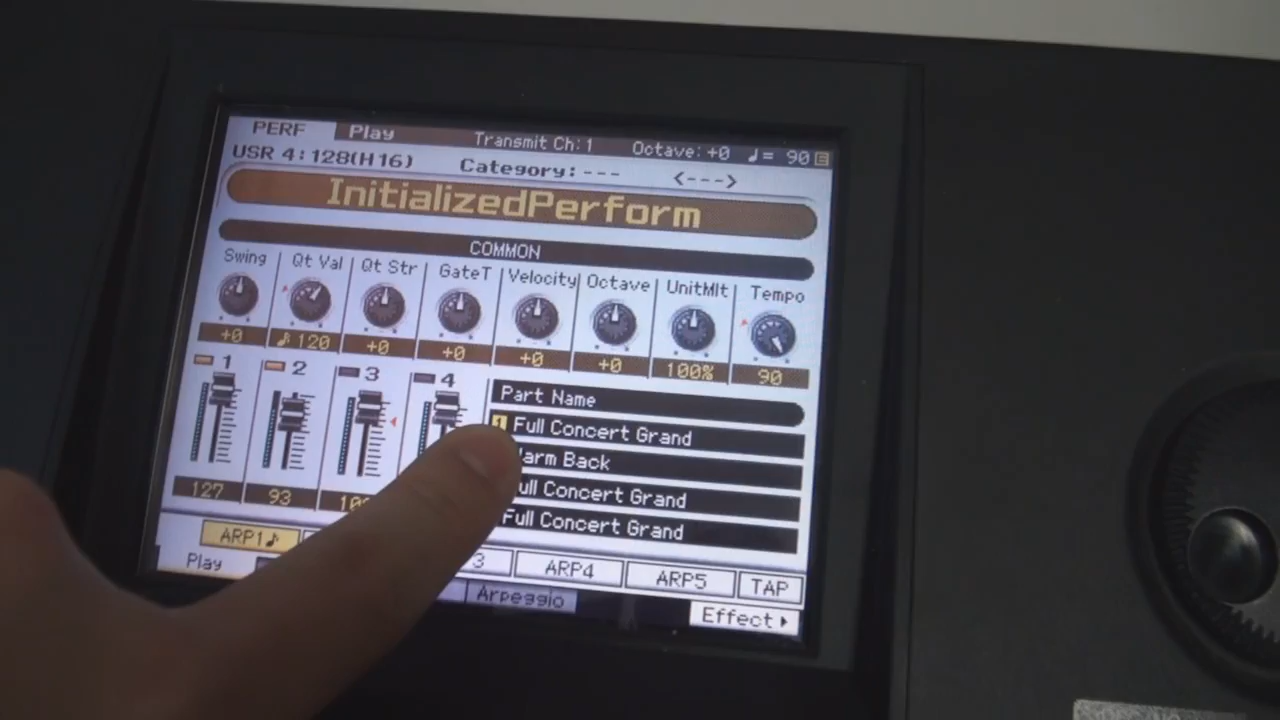 PERF Play Transmit Ch:1 Octave:+0 ♩= 90
USR 4:128(H16) Category:--- <--->
InitializedPerform
COMMON
Swing Qt Val Qt Str GateT Velocity Octave UnitMlt Tempo
+0 120 +0 +0 +0 +0 100% 90
1 2 3 4
Part Name
1 Full Concert Grand
arm Back
ull Concert Grand
Full Concert Grand
127 93
ARP1♪ 3 ARP4 ARP5 TAP
Play Arpeggio Effect